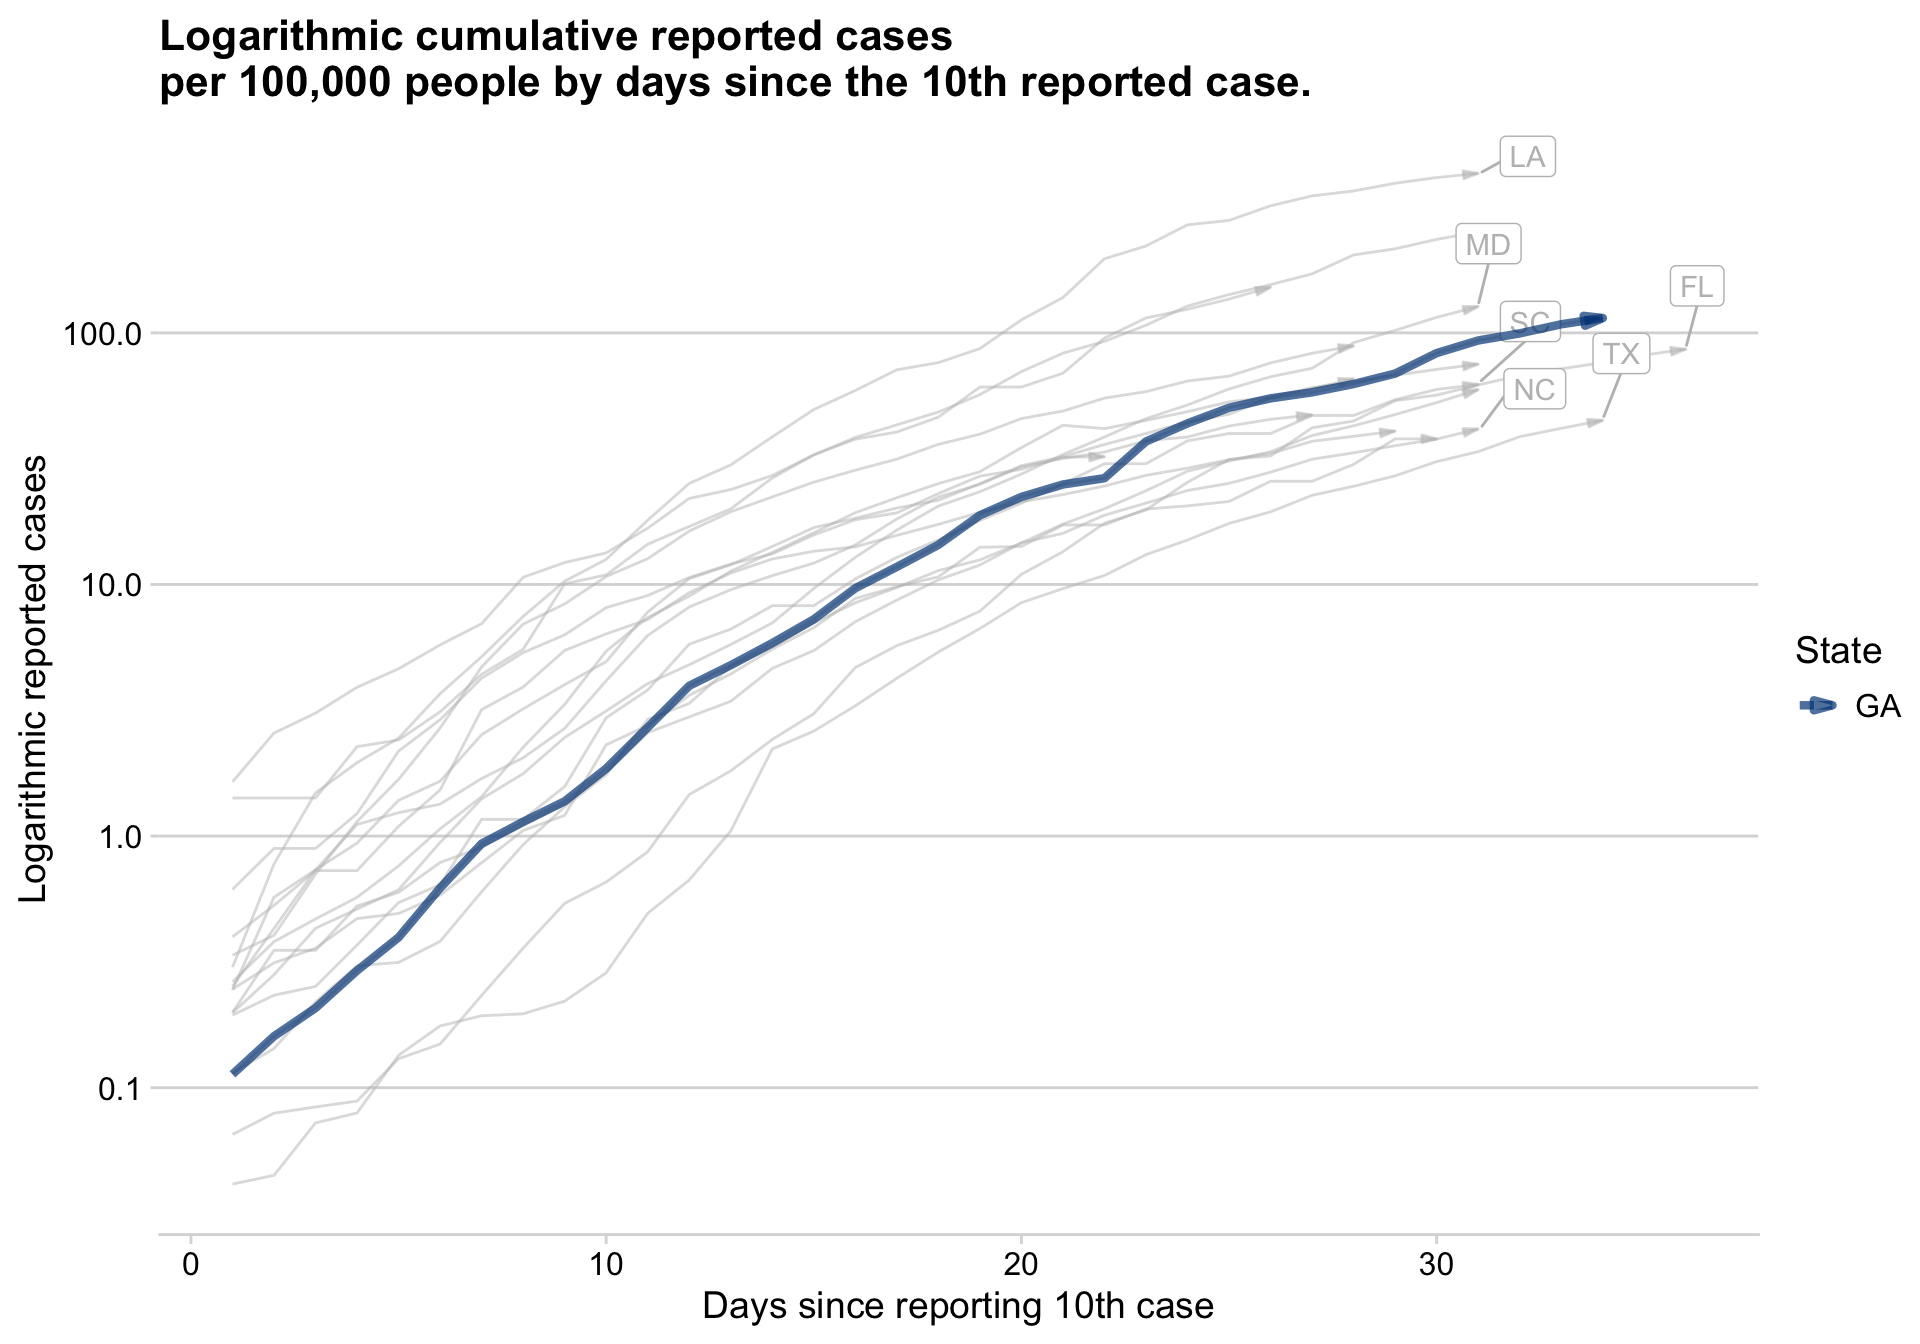 Logarithmic cumulative reported cases
per 100,000 people by days since the 10th reported case.
LA
MD
FL
SC
TX
NC
100.0
10.0
1.0
0.1
Logarithmic reported cases
State
GA
0
10
20
30
Days since reporting 10th case